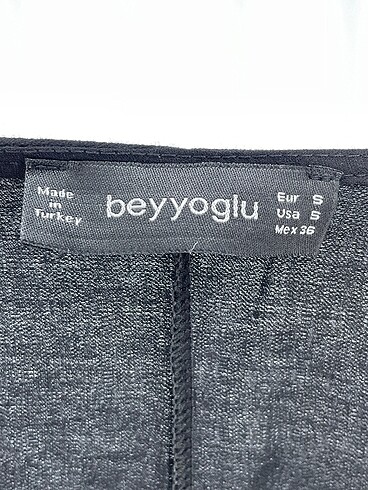 Made
in
Turkey
beyyoglu
Eur S
Usa S
Mex 36